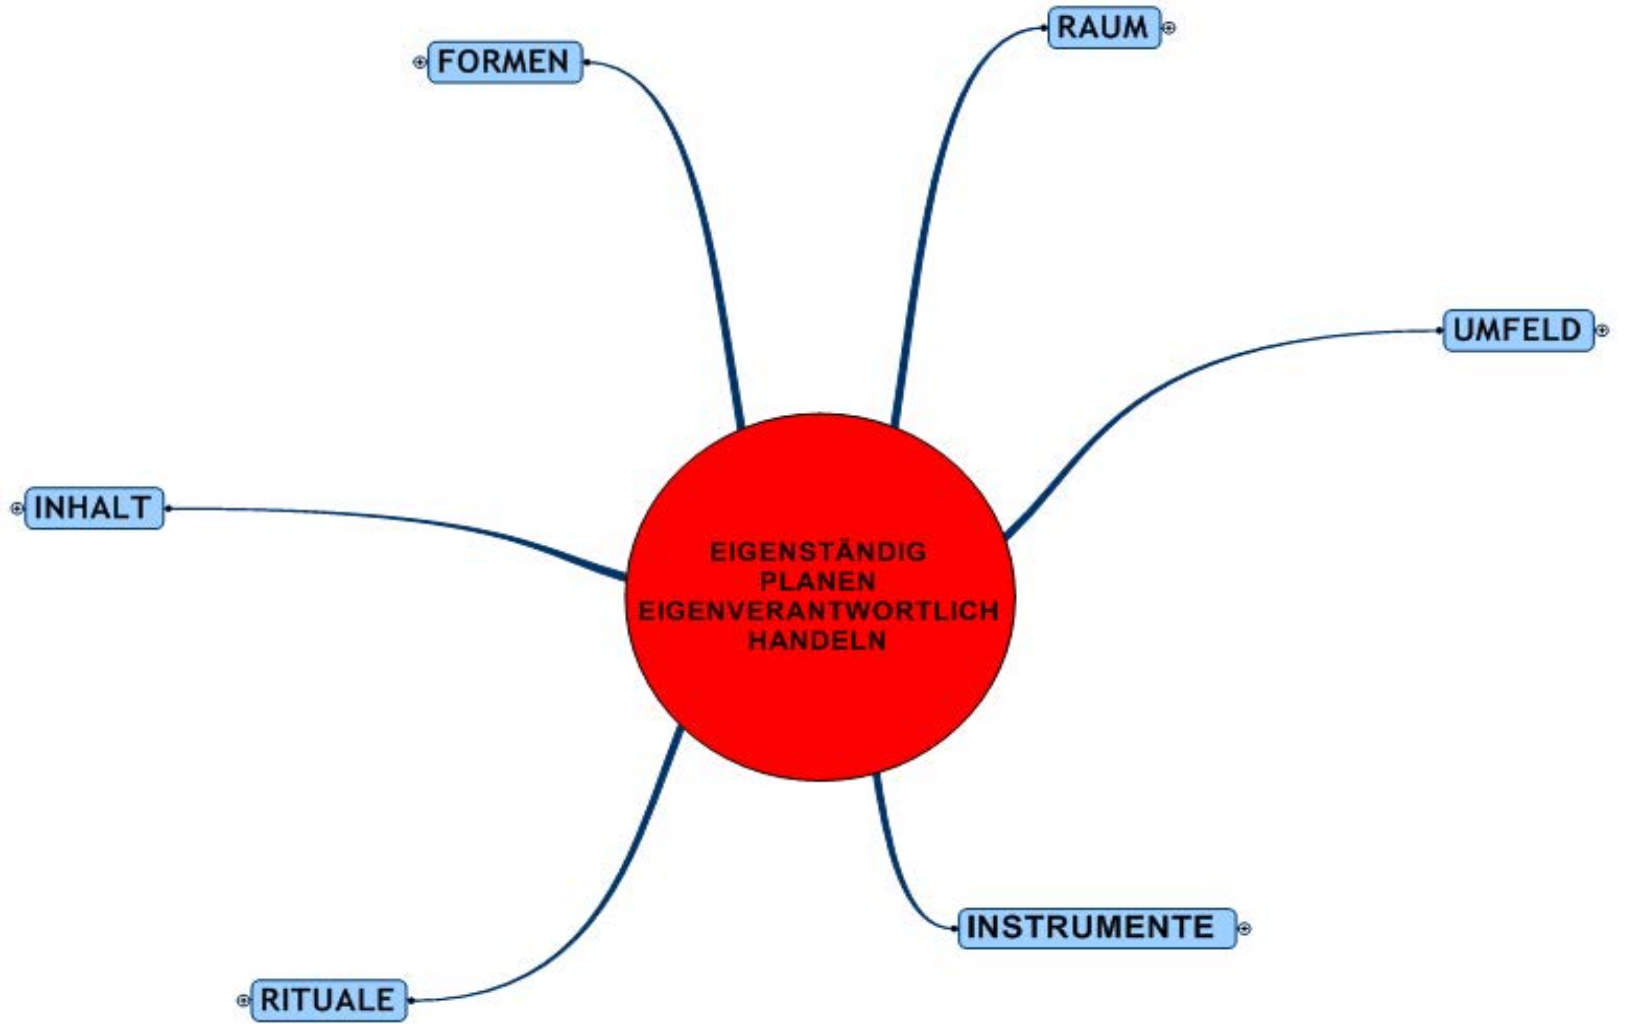 RAUM
FORMEN
UMFELD
INHALT
EIGENSTÄNDIG
PLANEN
EIGENVERANTWORTLICH
HANDELN
INSTRUMENTE
RITUALE